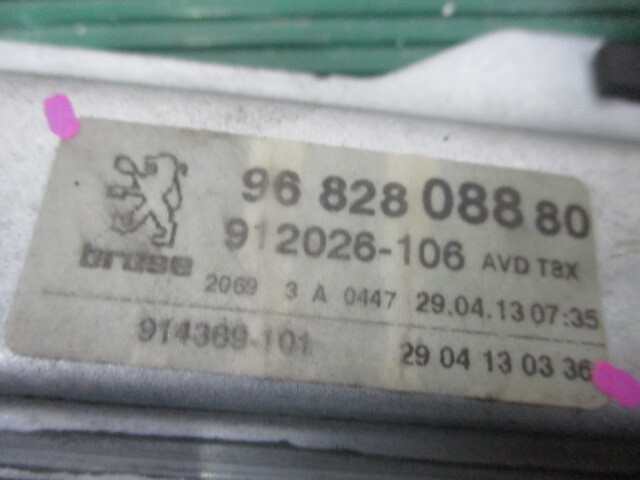 96 828 088 80
912026-106 AVD T8X
brose
2069 3 A 0447 29.04.13 07:35
914369-101 29 04 13 03 36